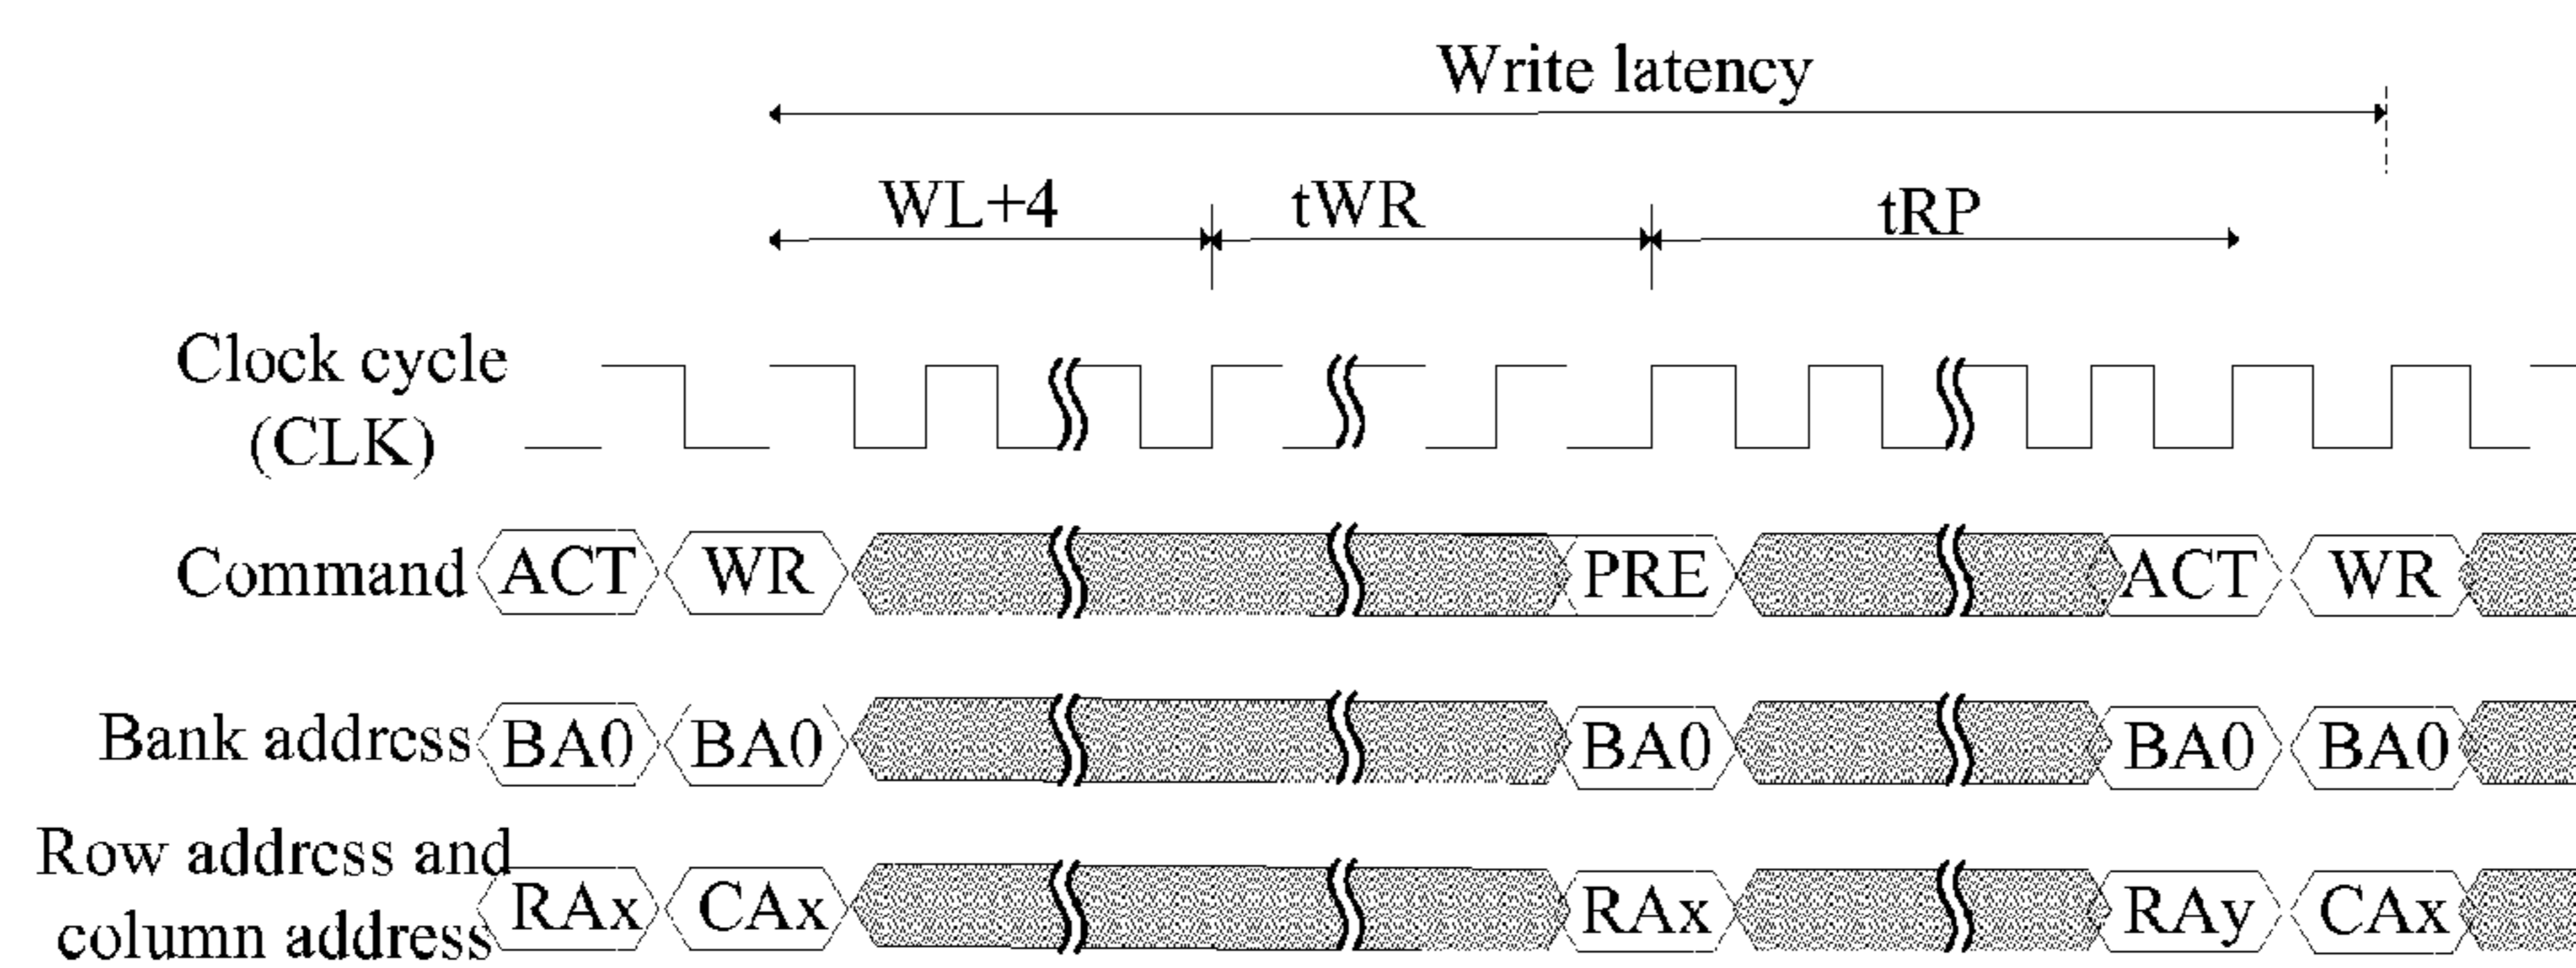 Write latency
WL+4 tWR tRP
Clock cycle
(CLK)
Command ACT WR PRE ACT WR
Bank address BA0 BA0 BA0 BA0 BA0
Row address and
column address RAx CAx RAx RAy CAx